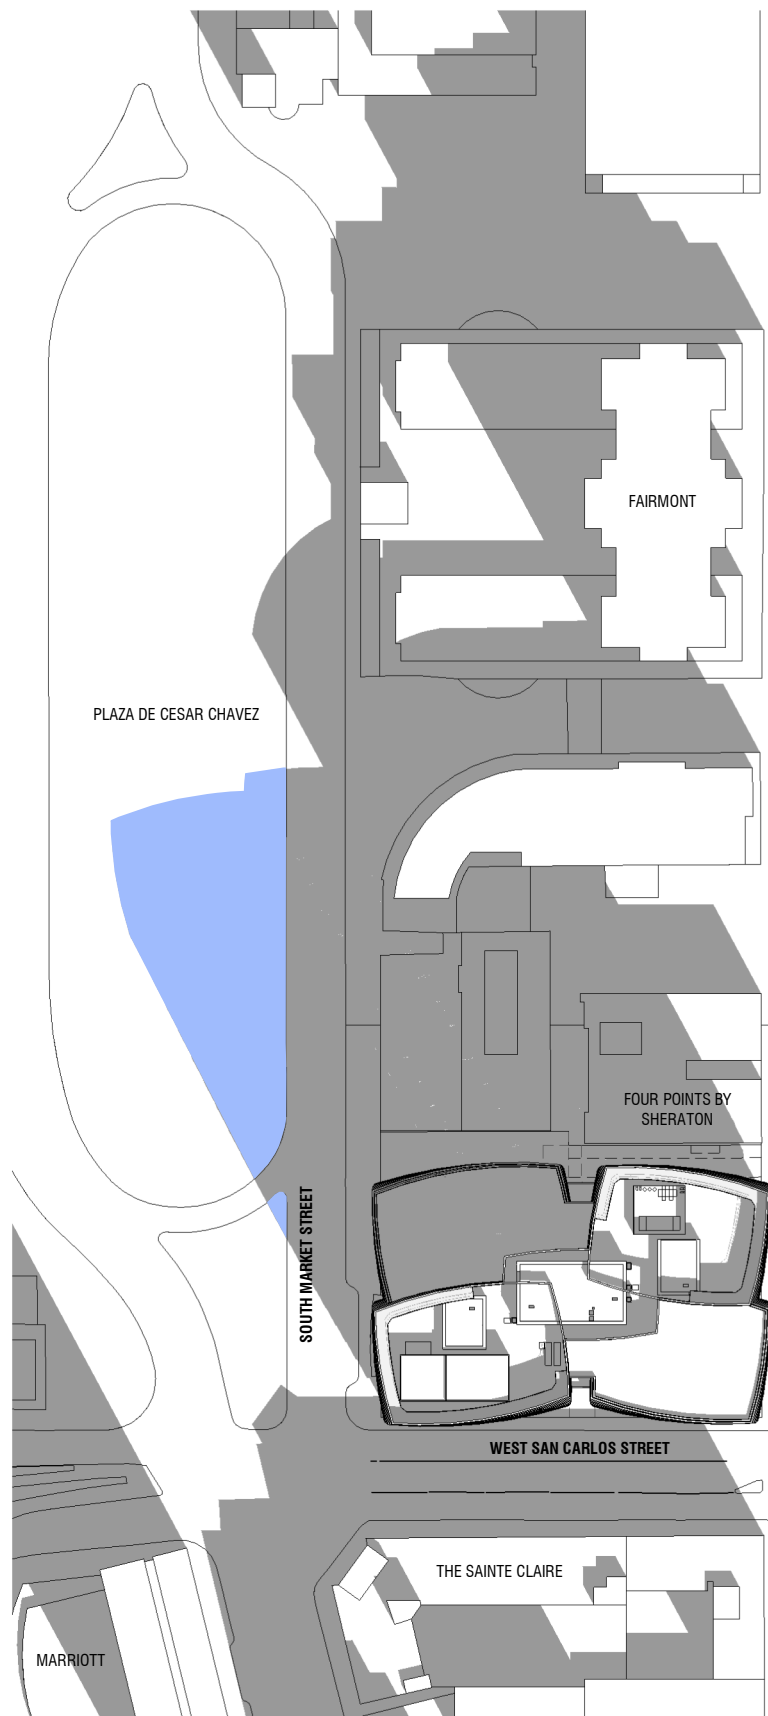 FAIRMONT
PLAZA DE CESAR CHAVEZ
FOUR POINTS BY
SHERATON
SOUTH MARKET STREET
WEST SAN CARLOS STREET
THE SAINTE CLAIRE
MARRIOTT